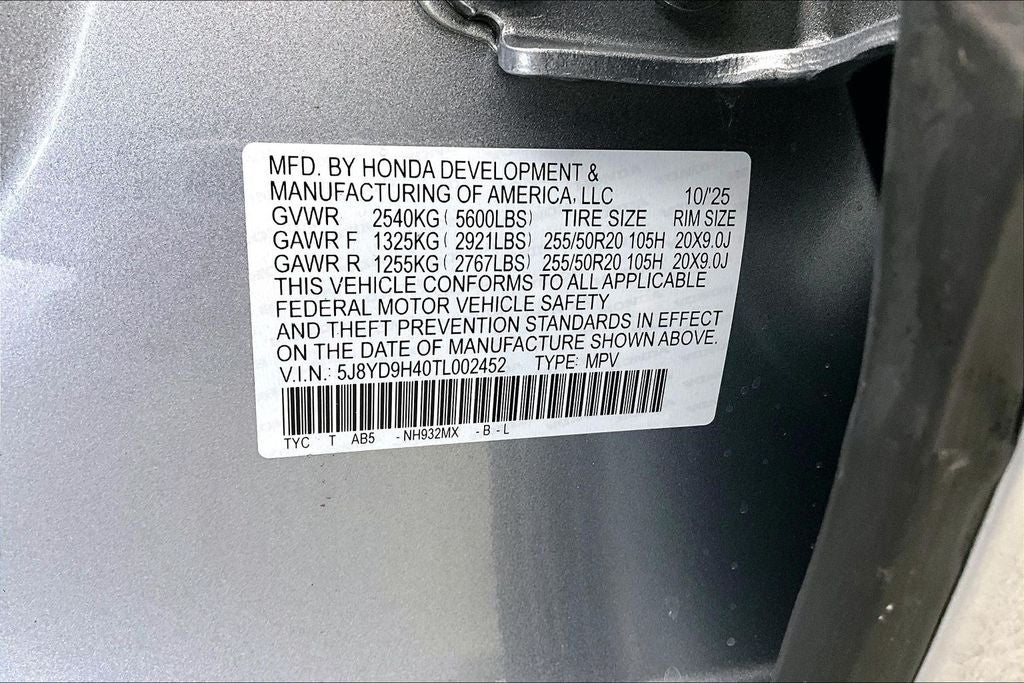 MFD. BY HONDA DEVELOPMENT &
MANUFACTURING OF AMERICA, LLC 10/'25
GVWR 2540KG ( 5600LBS) TIRE SIZE RIM SIZE
GAWR F 1325KG ( 2921LBS) 255/50R20 105H 20X9.0J
GAWR R 1255KG ( 2767LBS) 255/50R20 105H 20X9.0J
THIS VEHICLE CONFORMS TO ALL APPLICABLE
FEDERAL MOTOR VEHICLE SAFETY
AND THEFT PREVENTION STANDARDS IN EFFECT
ON THE DATE OF MANUFACTURE SHOWN ABOVE.
V.I.N.: 5J8YD9H40TL002452 TYPE: MPV
TYC T AB5 - NH932MX - B - L